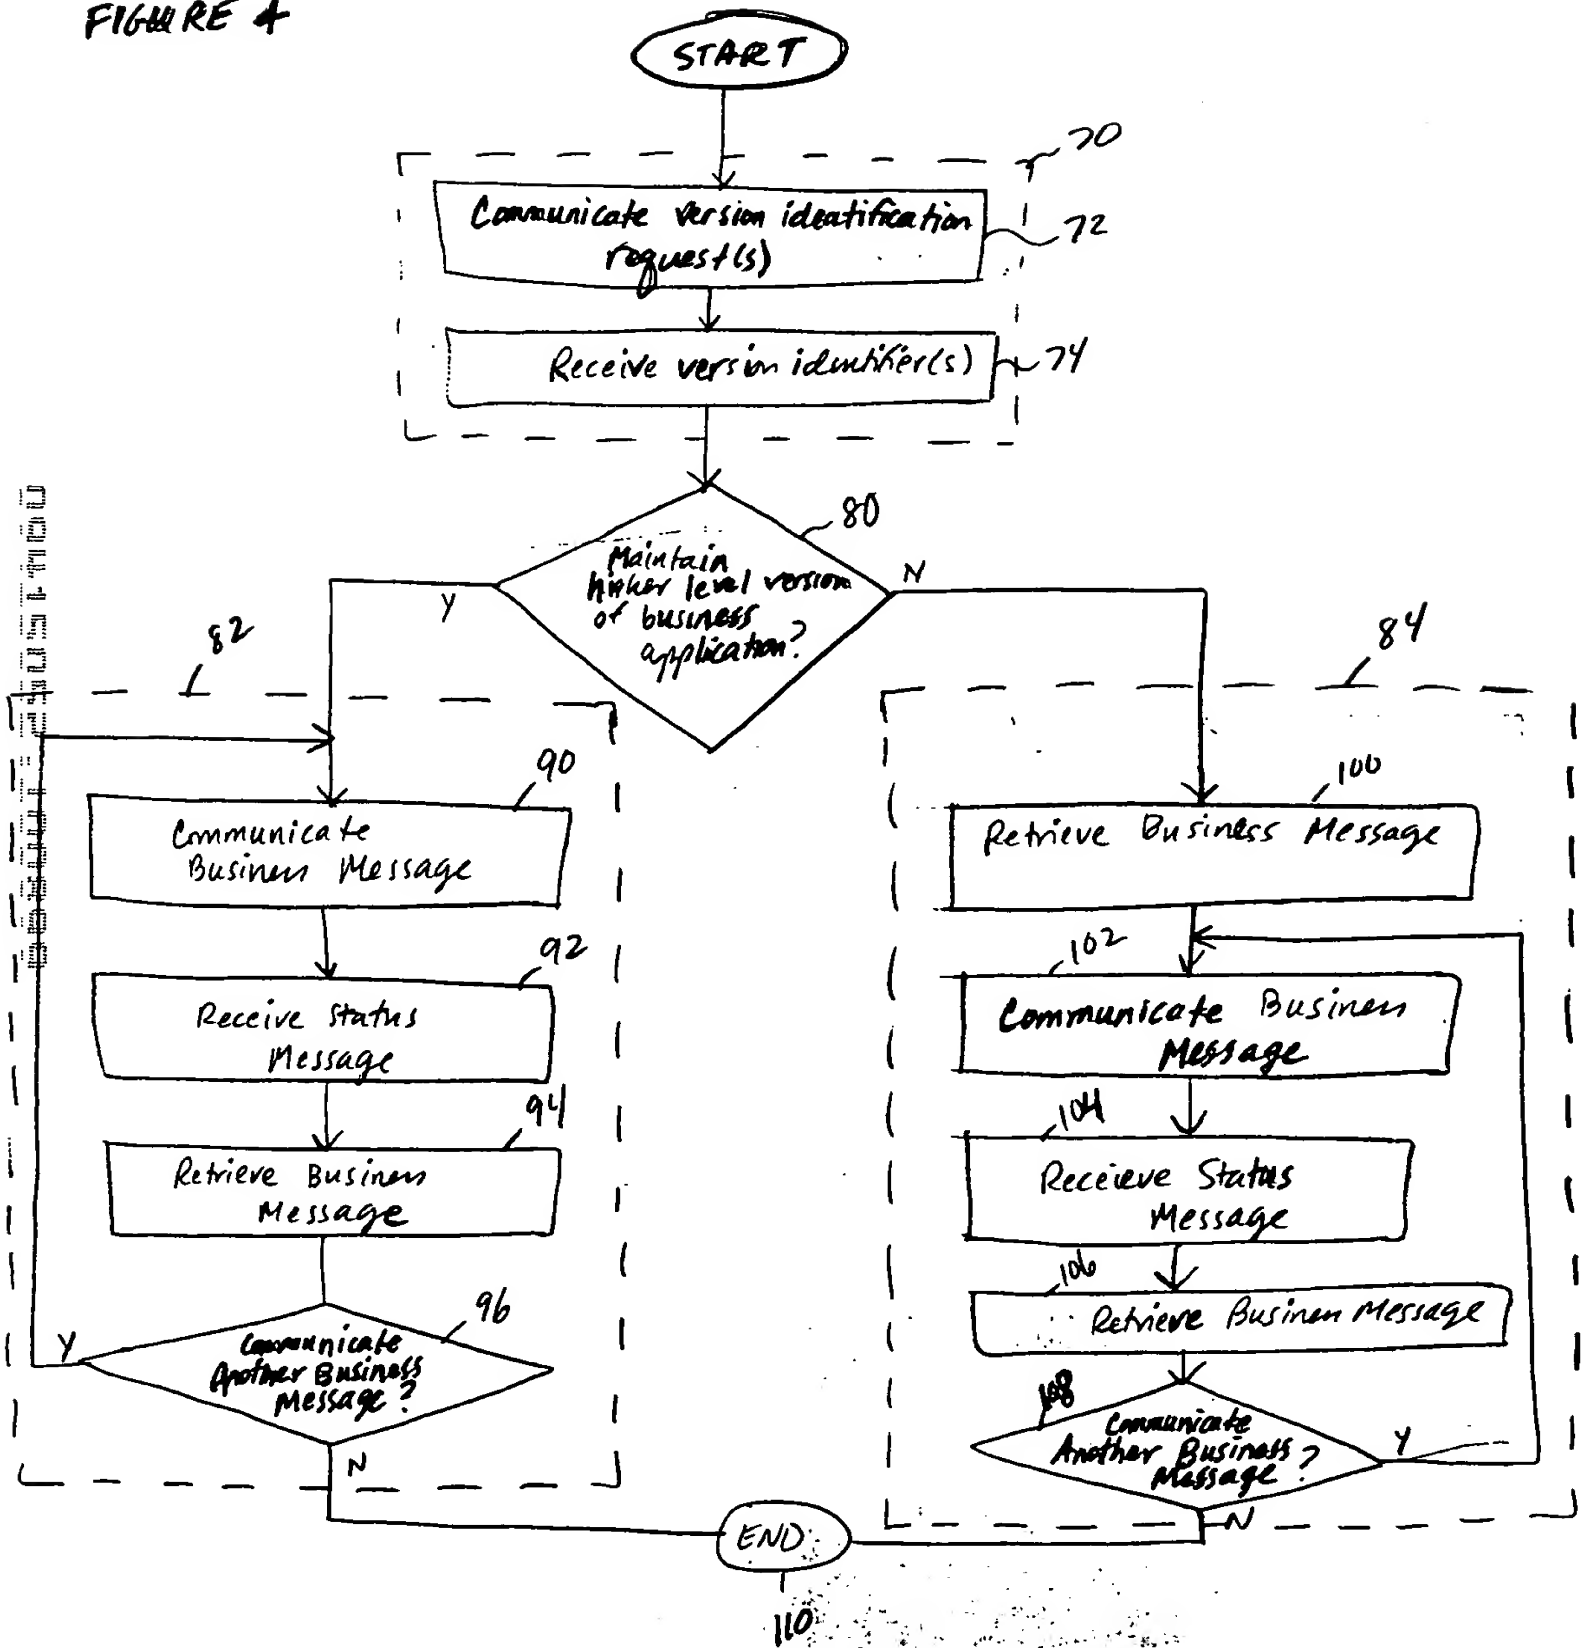 FIGURE 4
START
70
Communicate version identification
request(s)
72
Receive version identifier(s)
74
80
Maintain
higher level version
of business
application?
Y
N
82
84
90
Communicate
Business Message
92
Receive Status
Message
94
Retrieve Business
Message
96
Communicate
Another Business
Message?
Y
N
100
Retrieve Business Message
102
Communicate Business
Message
104
Receieve Status
Message
106
Retrieve Business Message
108
Communicate
Another Business
Message?
Y
N
END
110